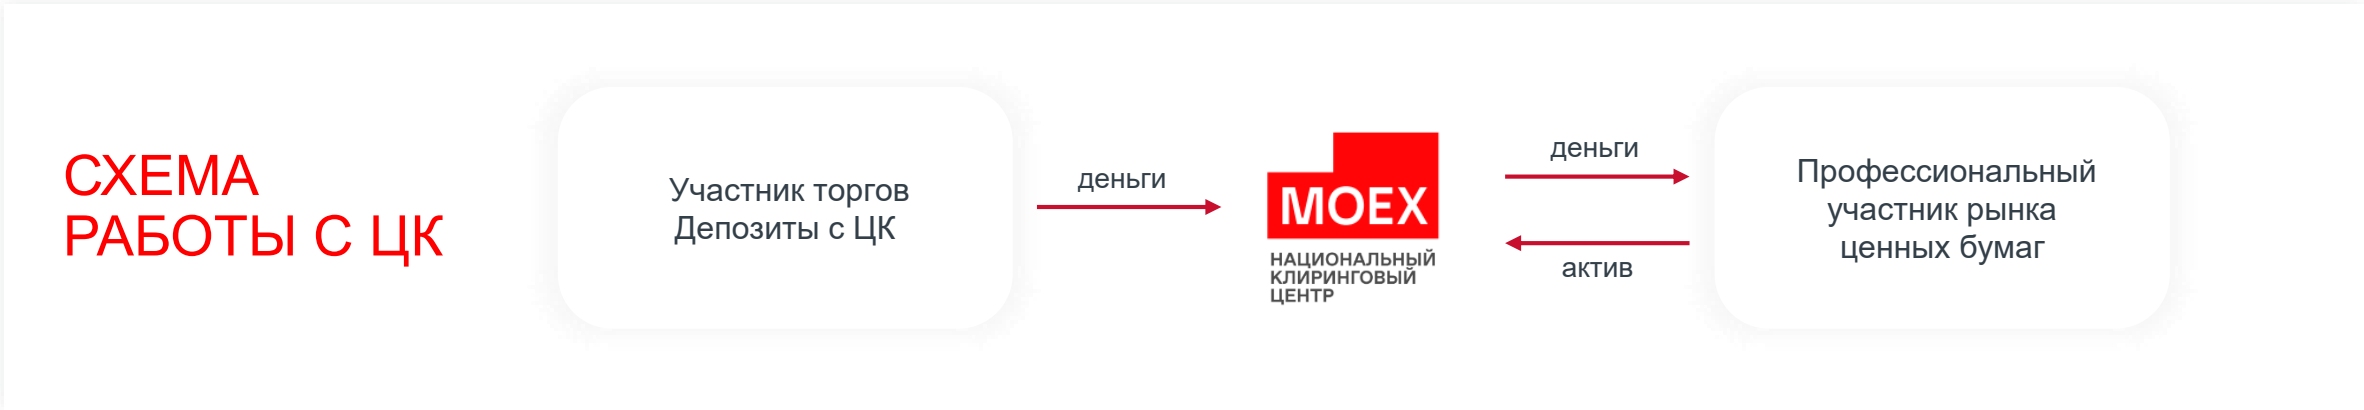 СХЕМА
РАБОТЫ С ЦК
Участник торгов
Депозиты с ЦК
деньги
MOEX
НАЦИОНАЛЬНЫЙ
КЛИРИНГОВЫЙ
ЦЕНТР
деньги
актив
Профессиональный
участник рынка
ценных бумаг